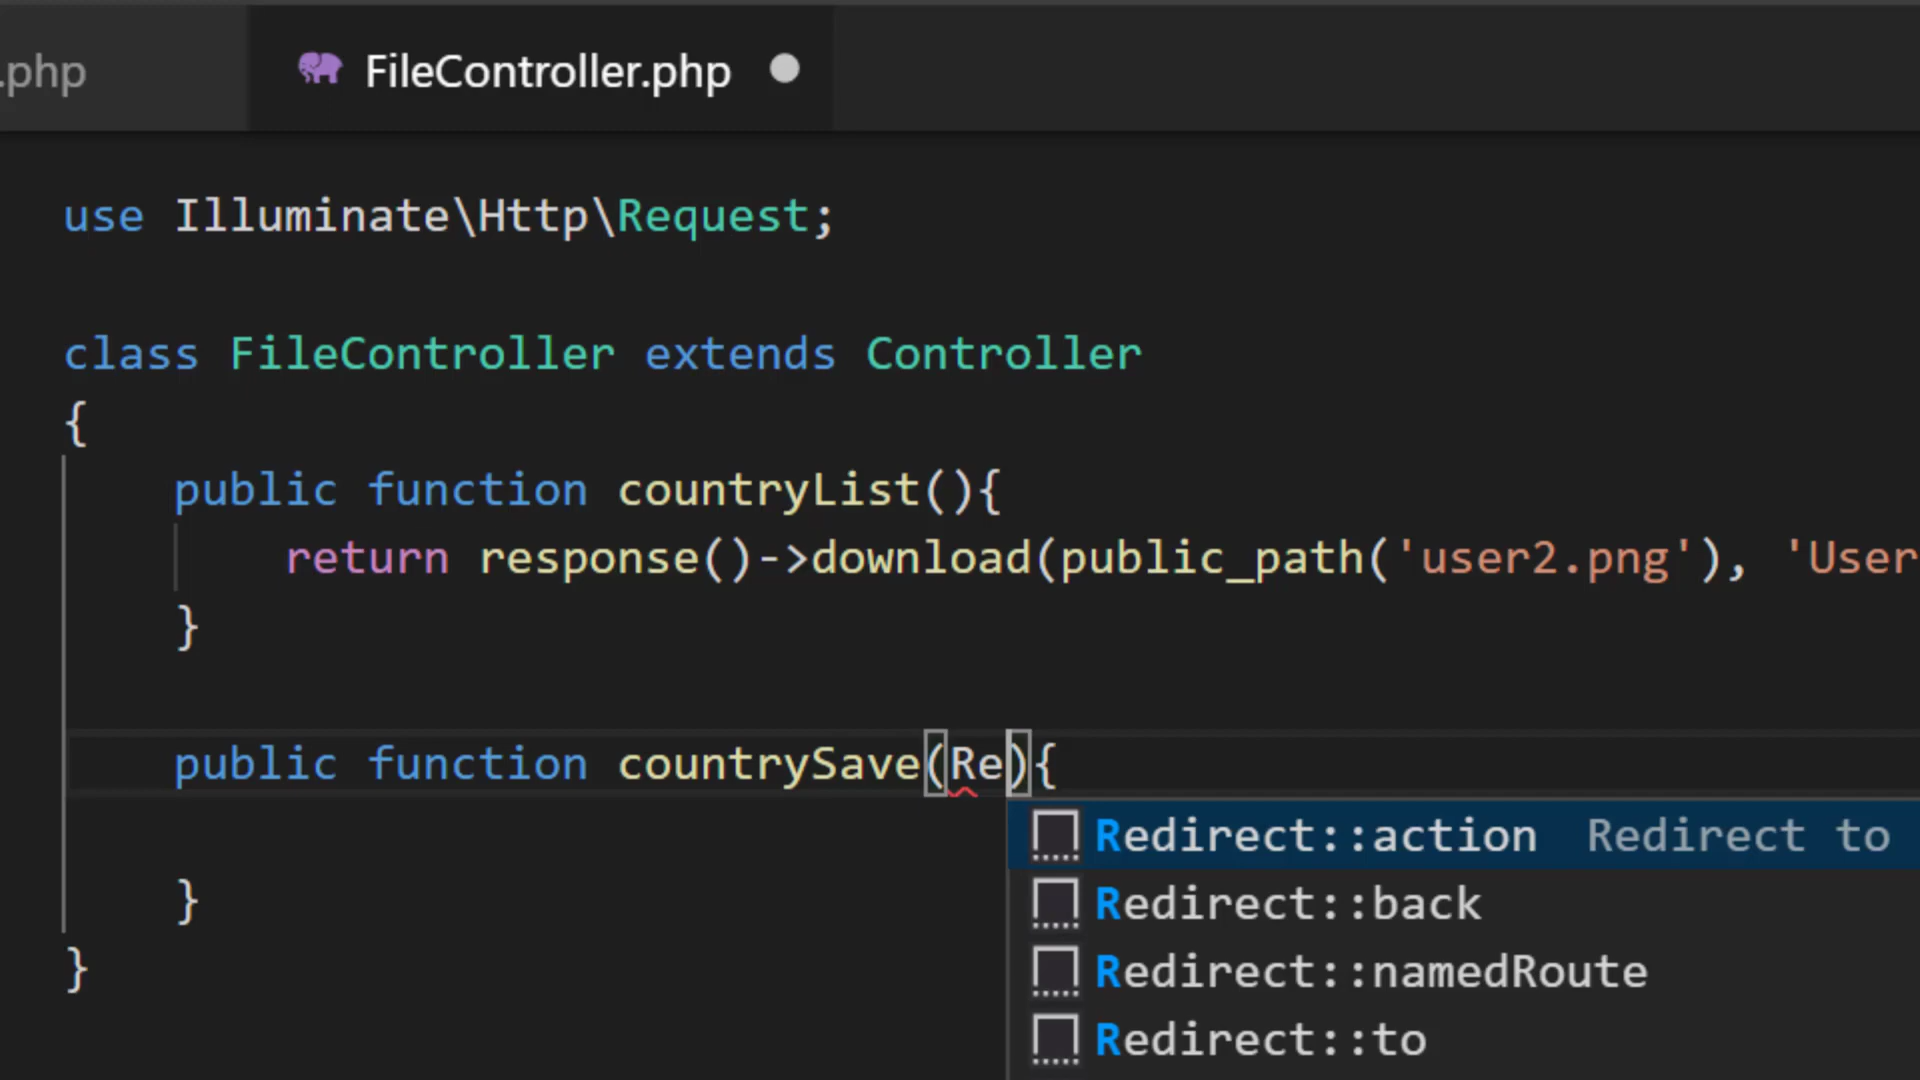 .php
FileController.php
use Illuminate\Http\Request;
class FileController extends Controller
{
public function countryList(){
return response()->download(public_path('user2.png'), 'User
}
public function countrySave(Re){
Redirect::action Redirect to
Redirect::back
Redirect::namedRoute
Redirect::to
}
}